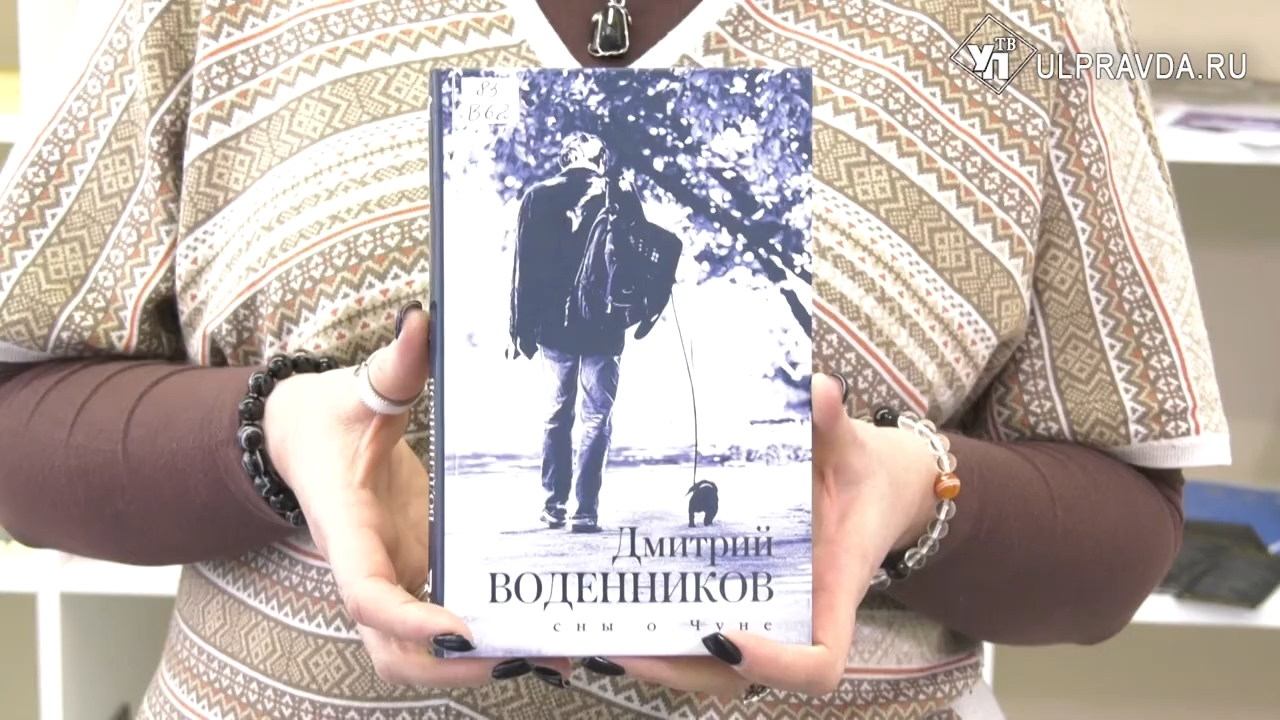 УП ТВ
ULPRAVDA.RU
83
В62
Дмитрий
ВОДЕННИКОВ
сны о Чуне